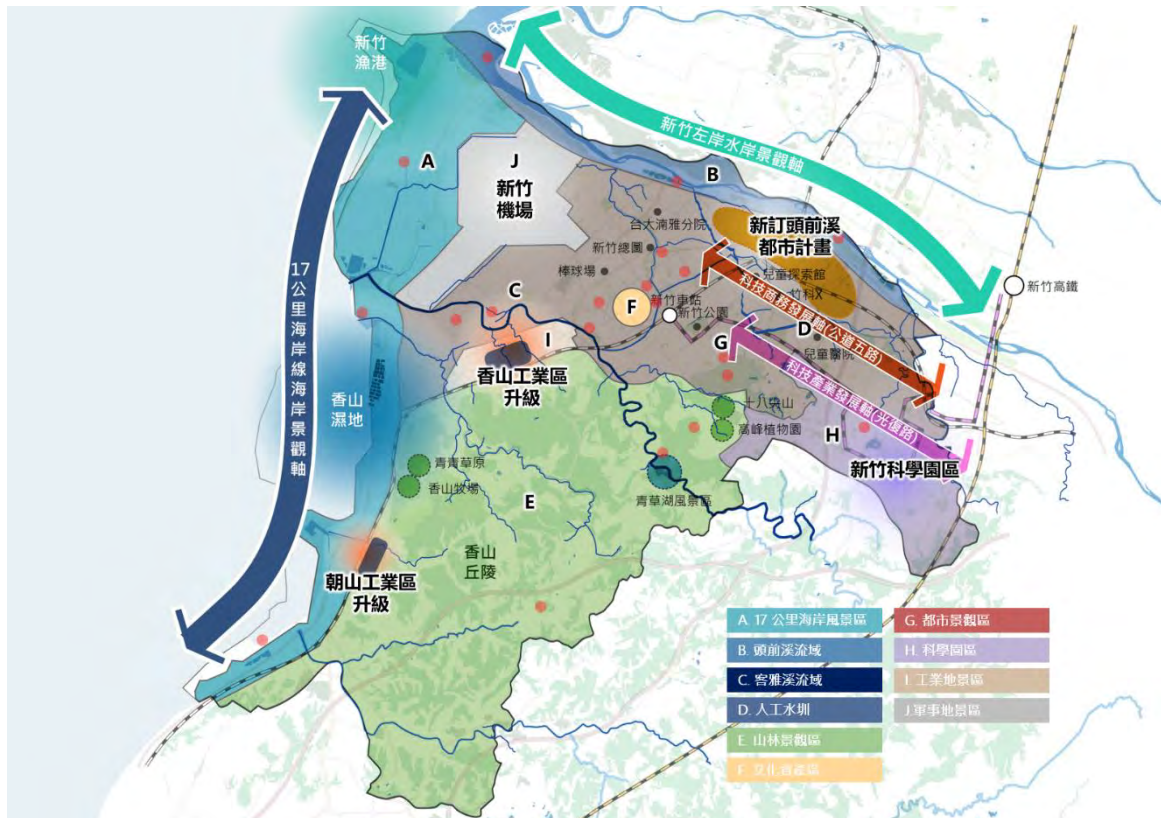 新竹
漁港
新竹左岸水岸景觀軸
A
J
新竹
機場
B
台大湳雅分院
新竹總圖
棒球場
新訂頭前溪
都市計畫
兒童探索館
竹科X
新竹高鐵
17公里海岸線海岸景觀軸
C
F
新竹車站
新竹公園
科技商務發展軸(公道五路)
D
G
兒童醫院
I
香山工業區
升級
科技產業發展軸(光復路)
香山
濕地
十八尖山
高峰植物園
H
新竹科學園區
青青草原
香山牧場
E
青草湖風景區
香山
丘陵
朝山工業區
升級
A. 17 公里海岸風景區
B. 頭前溪流域
C. 客雅溪流域
D. 人工水圳
E. 山林景觀區
F. 文化資產區
G. 都市景觀區
H. 科學園區
I. 工業地景區
J.軍事地景區